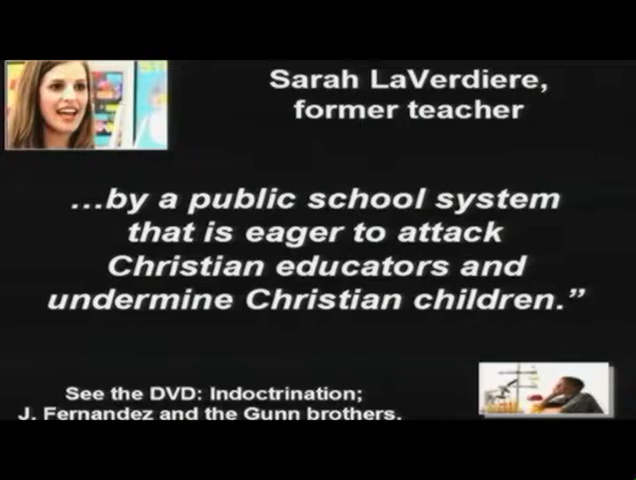 Sarah LaVerdiere,
former teacher
...by a public school system
that is eager to attack
Christian educators and
undermine Christian children.”
See the DVD: Indoctrination;
J. Fernandez and the Gunn brothers.